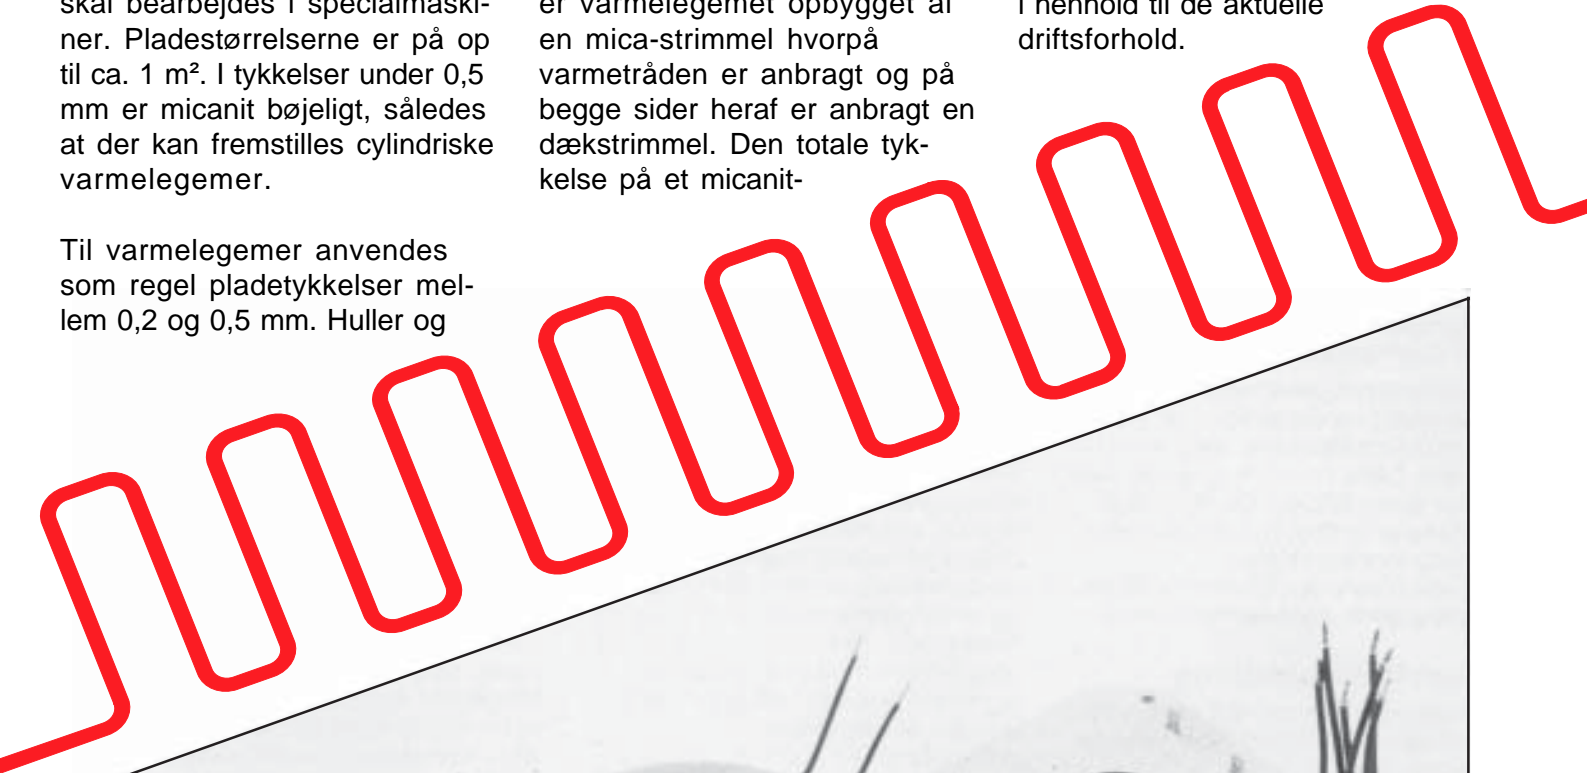 skal bearbejdes i specialmaski-
ner. Pladestørrelserne er på op
til ca. 1 m². I tykkelser under 0,5
mm er micanit bøjeligt, således
at der kan fremstilles cylindriske
varmelegemer.
Til varmelegemer anvendes
som regel pladetykkelser mel-
lem 0,2 og 0,5 mm. Huller og
er varmelegemet opbygget af
en mica-strimmel hvorpå
varmetråden er anbragt og på
begge sider heraf er anbragt en
dækstrimmel. Den totale tyk-
kelse på et micanit-
i henhold til de aktuelle
driftsforhold.